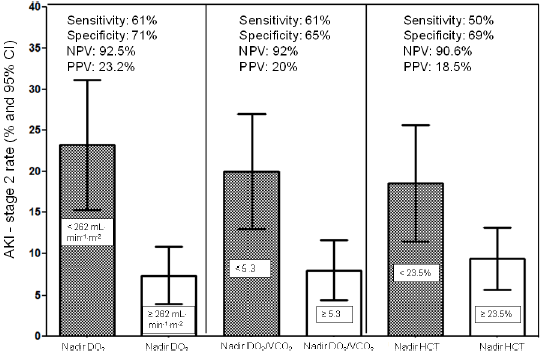 AKI - stage 2 rate (% and 95% CI)
40
35
30
25
20
15
10
5
0
Sensitivity: 61%
Specificity: 71%
NPV: 92.5%
PPV: 23.2%
Sensitivity: 61%
Specificity: 65%
NPV: 92%
PPV: 20%
Sensitivity: 50%
Specificity: 69%
NPV: 90.6%
PPV: 18.5%
< 262 mL·
min⁻¹·m⁻²
≥ 262 mL·
min⁻¹·m⁻²
≤ 5.3
≥ 5.3
< 23.5%
≥ 23.5%
Nadir DO₂
Nadir DO₂
Nadir DO₂/VCO₂
Nadir DO₂/VCO₂
Nadir HCT
Nadir HCT